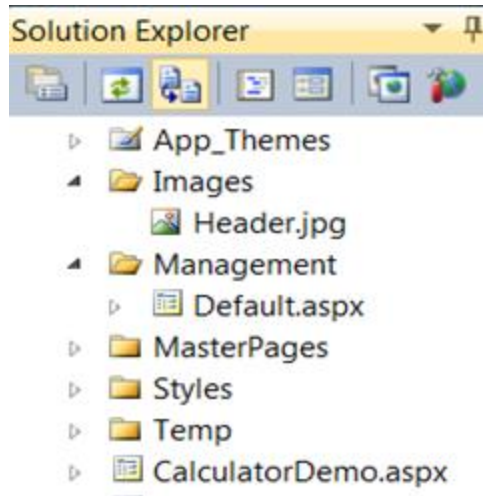 Solution Explorer
App_Themes
Images
Header.jpg
Management
Default.aspx
MasterPages
Styles
Temp
CalculatorDemo.aspx